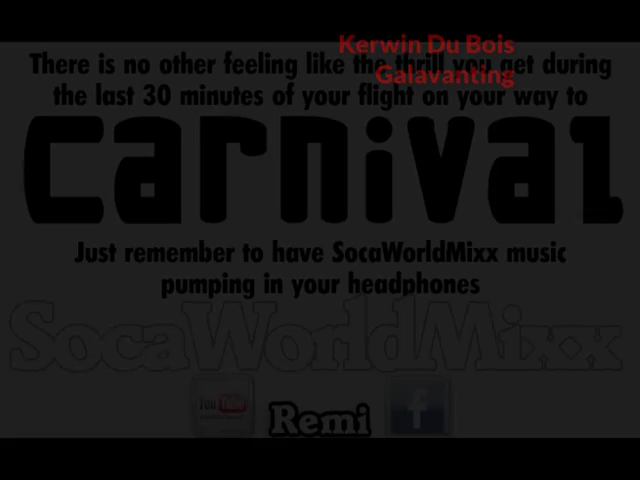 Kerwin Du Bois
Galavanting
There is no other feeling like the thrill you get during
the last 30 minutes of your flight on your way to
carnival
Just remember to have SocaWorldMixx music
pumping in your headphones
SocaWorldMixx
YouTube
Remi
f